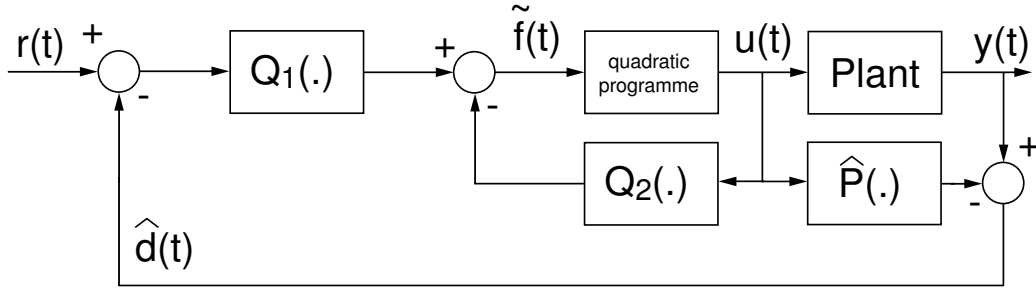 r(t)
+
-
Q₁(.)
+
-
f̃(t)
quadratic
programme
u(t)
Plant
y(t)
Q₂(.)
P̂(.)
+
-
d̂(t)